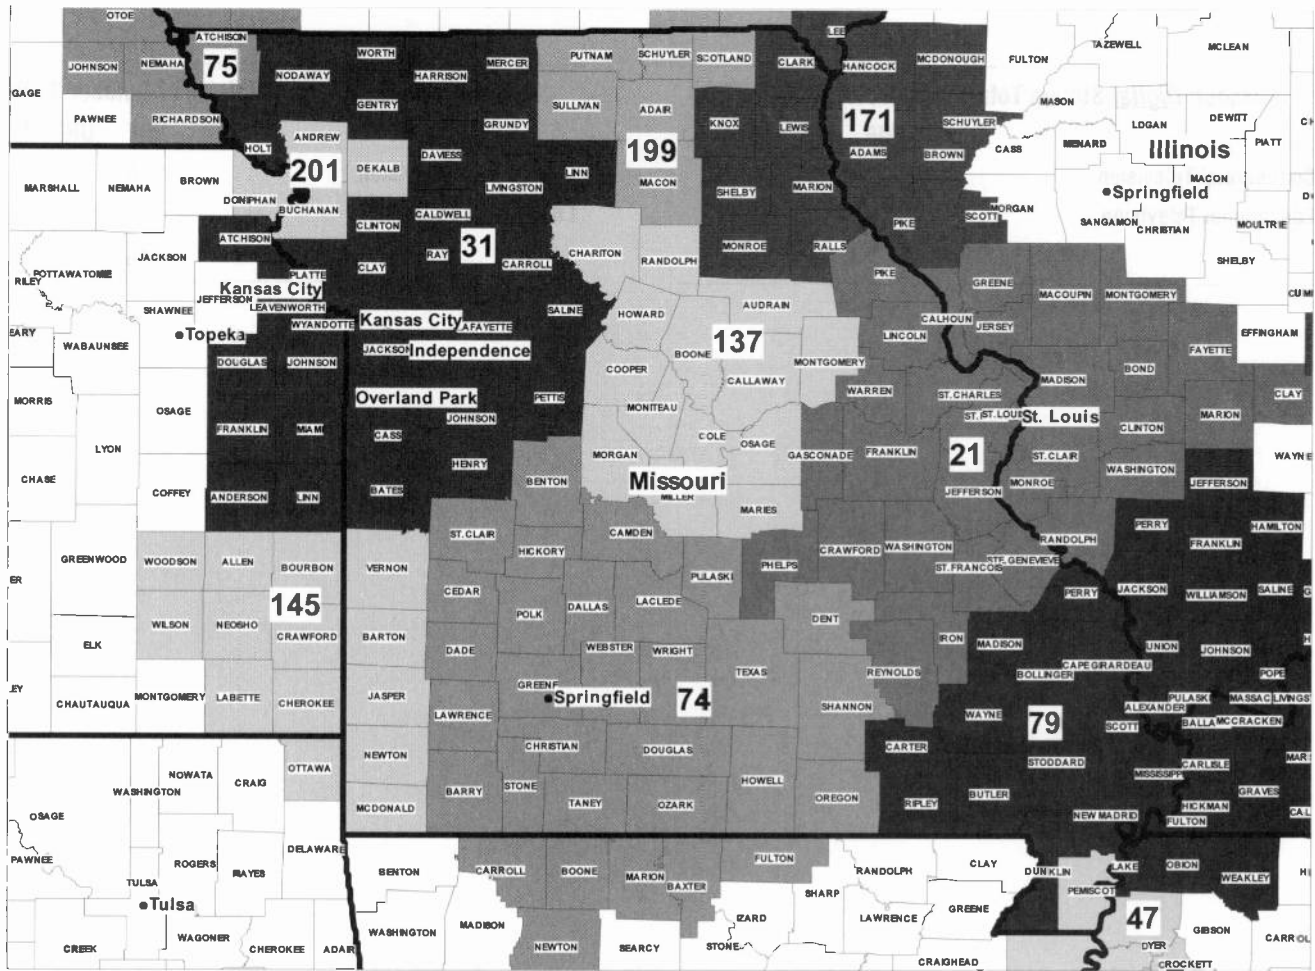 OTOE
ATCHISON
75
JOHNSON
NEMAHA
GAGE
PAWNEE
RICHARDSON
NODAWAY
WORTH
HARRISON
MERCER
GENTRY
GRUNDY
HOLT
PUTNAM
SCHUYLER
SCOTLAND
CLARK
LEE
HANCOCK
MCDONOUGH
FULTON
TAZEWELL
MCLEAN
SULLIVAN
ADAIR
KNOX
LEWIS
171
ADAMS
SCHUYLER
BROWN
MASON
LOGAN
DEWITT
PIATT
CASS
MENARD
Illinois
MACON
Springfield
SANGAMON
CHRISTIAN
MOULTRIE
SHELBY
MORGAN
SCOTT
PIKE
ANDREW
201
DEKALB
DAVIESS
LIVINGSTON
LINN
199
MACON
SHELBY
MARION
MARSHALL
NEMAHA
BROWN
DONIPHAN
BUCHANAN
ATCHISON
CLINTON
CALDWELL
RAY
31
CARROLL
CLAY
PLATTE
CHARITON
RANDOLPH
MONROE
RALLS
PIKE
JACKSON
POTTAWATOMIE
RILEY
JEFFERSON
Kansas City
LEAVENWORTH
WYANDOTTE
SHAWNEE
Topeka
WABAUNSEE
Kansas City
LAFAYETTE
SALINE
JACKSON
Independence
DOUGLAS
JOHNSON
Overland Park
PETTIS
JOHNSON
CASS
HENRY
BATES
HOWARD
AUDRAIN
137
BOONE
COOPER
CALLAWAY
MONTGOMERY
MONITEAU
COLE
OSAGE
MORGAN
Missouri
MILLER
MARIES
GREENE
MACOUPIN
MONTGOMERY
CALHOUN
JERSEY
LINCOLN
EFFINGHAM
FAYETTE
BOND
MADISON
CLAY
WARREN
ST. CHARLES
St. Louis
MARION
CLINTON
GASCONADE
FRANKLIN
21
ST. CLAIR
WASHINGTON
WAYNE
JEFFERSON
MONROE
JEFFERSON
PERRY
HAMILTON
FRANKLIN
RANDOLPH
MORRIS
OSAGE
LYON
CHASE
COFFEY
FRANKLIN
MIAMI
ANDERSON
LINN
BENTON
ST. CLAIR
HICKORY
CAMDEN
CRAWFORD
WASHINGTON
STE. GENEVIEVE
ST. FRANCOIS
PHELPS
PULASKI
GREENWOOD
WOODSON
ALLEN
BOURBON
VERNON
145
CEDAR
POLK
DALLAS
LACLEDE
DENT
PERRY
JACKSON
WILLIAMSON
SALINE
ELK
WILSON
NEOSHO
CRAWFORD
BARTON
DADE
WEBSTER
WRIGHT
TEXAS
REYNOLDS
IRON
MADISON
UNION
JOHNSON
CAPE GIRARDEAU
BOLLINGER
POPE
CHAUTAUQUA
MONTGOMERY
LABETTE
CHEROKEE
JASPER
GREENE
Springfield
74
SHANNON
LAWRENCE
WAYNE
79
PULASKI
ALEXANDER
SCOTT
MCCRACKEN
NEWTON
CHRISTIAN
DOUGLAS
CARTER
STODDARD
CARLISLE
MISSISSIPPI
GRAVES
OTTAWA
MCDONALD
BARRY
STONE
TANEY
OZARK
HOWELL
OREGON
RIPLEY
BUTLER
NEW MADRID
HICKMAN
FULTON
NOWATA
CRAIG
WASHINGTON
OSAGE
PAWNEE
ROGERS
MAYES
DELAWARE
TULSA
Tulsa
CREEK
WAGONER
CHEROKEE
ADAIR
BENTON
CARROLL
BOONE
MARION
BAXTER
FULTON
RANDOLPH
CLAY
DUNKLIN
PEMISCOT
LAKE
OBION
WEAKLEY
WASHINGTON
MADISON
NEWTON
SEARCY
STONE
IZARD
SHARP
LAWRENCE
GREENE
CRAIGHEAD
47
DYER
CROCKETT
GIBSON